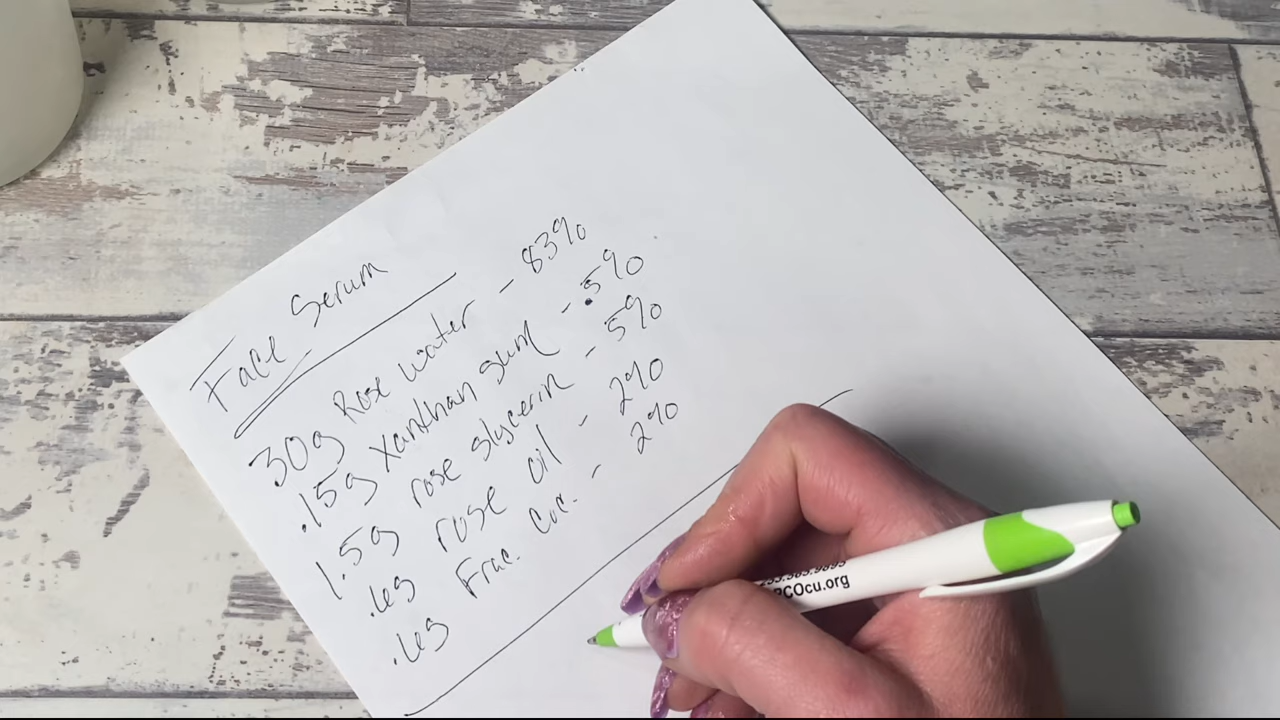 Face Serum
30g Rose water - 83%
.15g Xanthan gum - .5%
1.5g rose glycerin - 5%
.6g rose oil - 2%
.6g Frac. Coc. - 2%
COcu.org